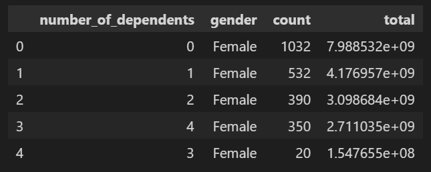 number_of_dependents gender count total
0 0 Female 1032 7.988532e+09
1 1 Female 532 4.176957e+09
2 2 Female 390 3.098684e+09
3 4 Female 350 2.711035e+09
4 3 Female 20 1.547655e+08